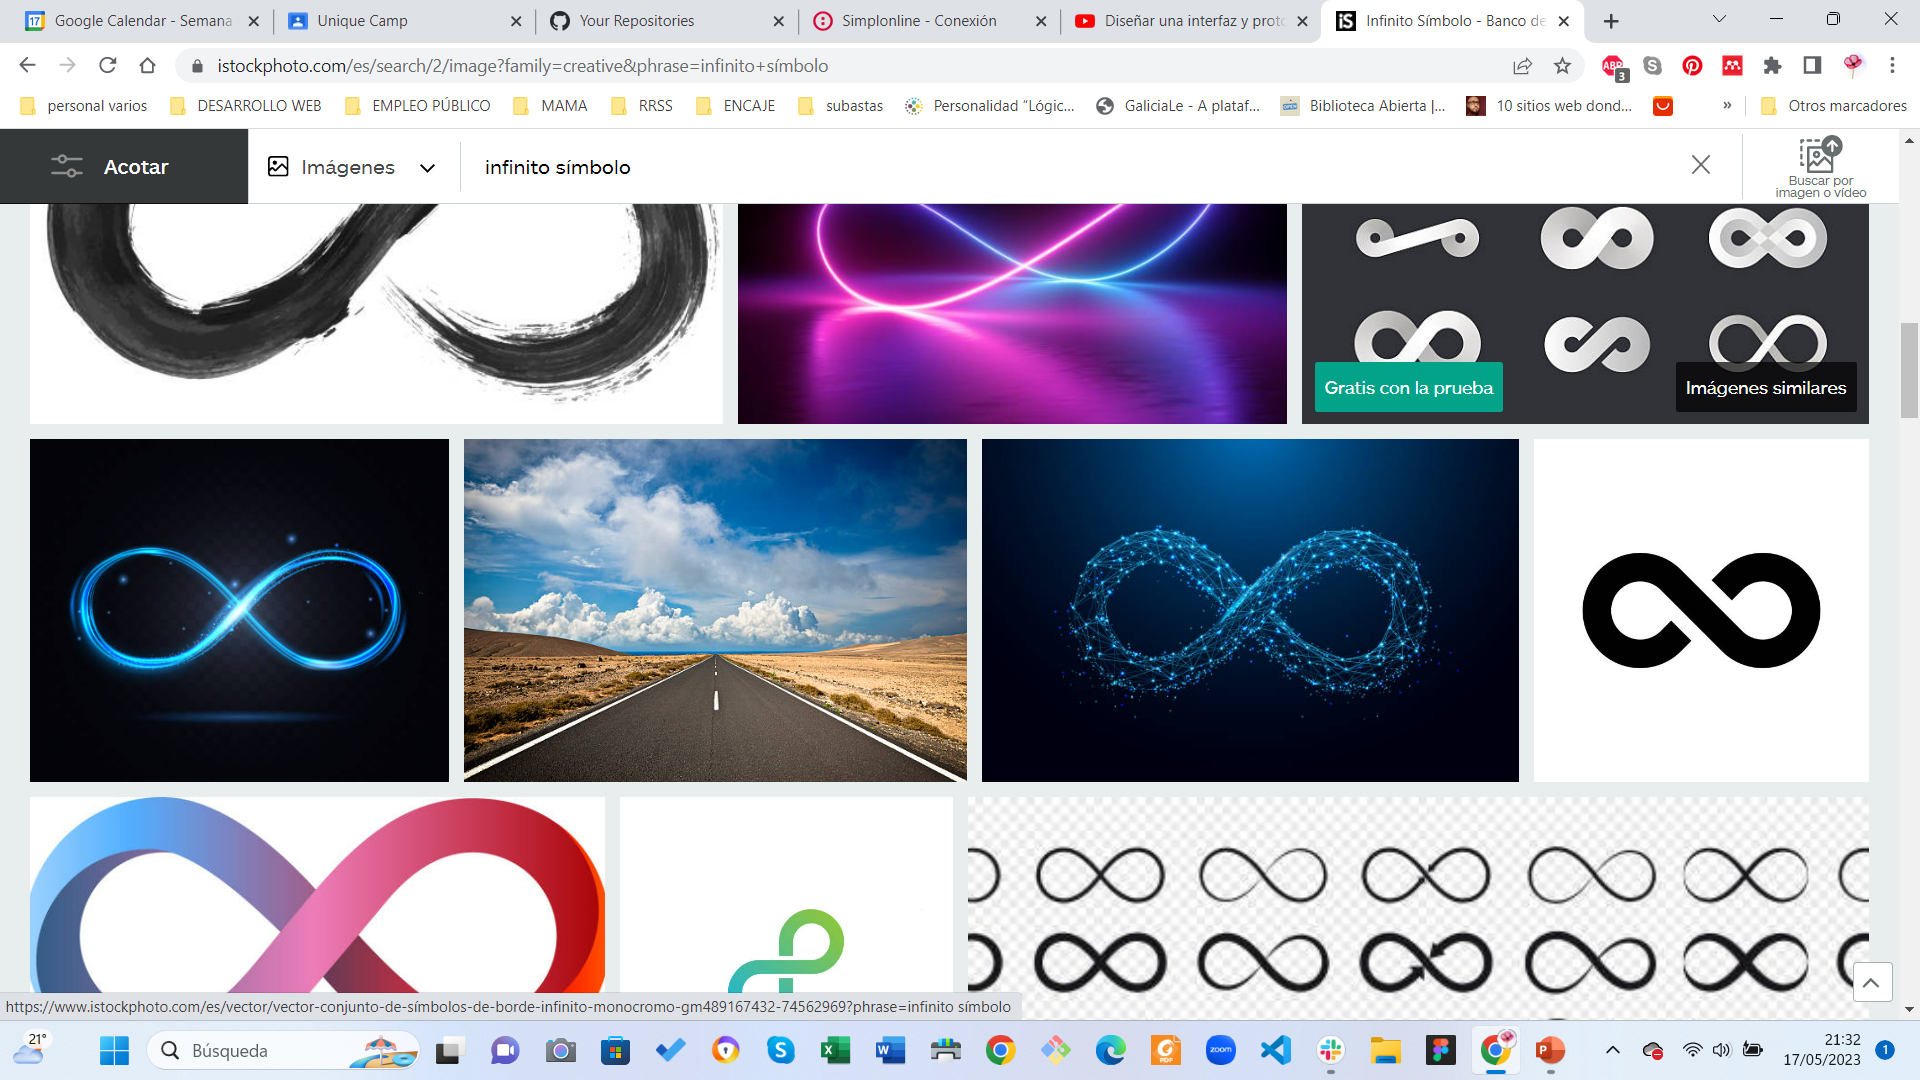 Google Calendar - Semana
Unique Camp
Your Repositories
Simplonline - Conexión
Diseñar una interfaz y proto
Infinito Símbolo - Banco de
istockphoto.com/es/search/2/image?family=creative&phrase=infinito+símbolo
ABP
3
personal varios
DESARROLLO WEB
EMPLEO PÚBLICO
MAMA
RRSS
ENCAJE
subastas
Personalidad “Lógic...
GaliciaLe - A plataf...
Biblioteca Abierta |...
10 sitios web dond...
»
Otros marcadores
Acotar
Imágenes
infinito símbolo
Buscar por
imagen o vídeo
Gratis con la prueba
Imágenes similares
https://www.istockphoto.com/es/vector/vector-conjunto-de-símbolos-de-borde-infinito-monocromo-gm489167432-74562969?phrase=infinito símbolo
21°
Búsqueda
zoom
21:32
17/05/2023
1